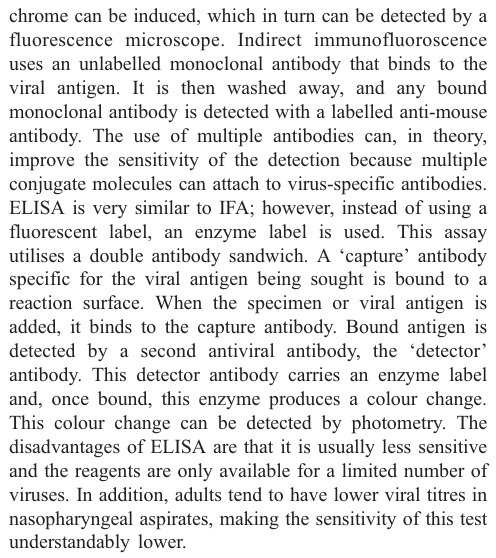 chrome can be induced, which in turn can be detected by a
fluorescence microscope. Indirect immunofluoroscence
uses an unlabelled monoclonal antibody that binds to the
viral antigen. It is then washed away, and any bound
monoclonal antibody is detected with a labelled anti-mouse
antibody. The use of multiple antibodies can, in theory,
improve the sensitivity of the detection because multiple
conjugate molecules can attach to virus-specific antibodies.
ELISA is very similar to IFA; however, instead of using a
fluorescent label, an enzyme label is used. This assay
utilises a double antibody sandwich. A ‘capture’ antibody
specific for the viral antigen being sought is bound to a
reaction surface. When the specimen or viral antigen is
added, it binds to the capture antibody. Bound antigen is
detected by a second antiviral antibody, the ‘detector’
antibody. This detector antibody carries an enzyme label
and, once bound, this enzyme produces a colour change.
This colour change can be detected by photometry. The
disadvantages of ELISA are that it is usually less sensitive
and the reagents are only available for a limited number of
viruses. In addition, adults tend to have lower viral titres in
nasopharyngeal aspirates, making the sensitivity of this test
understandably lower.